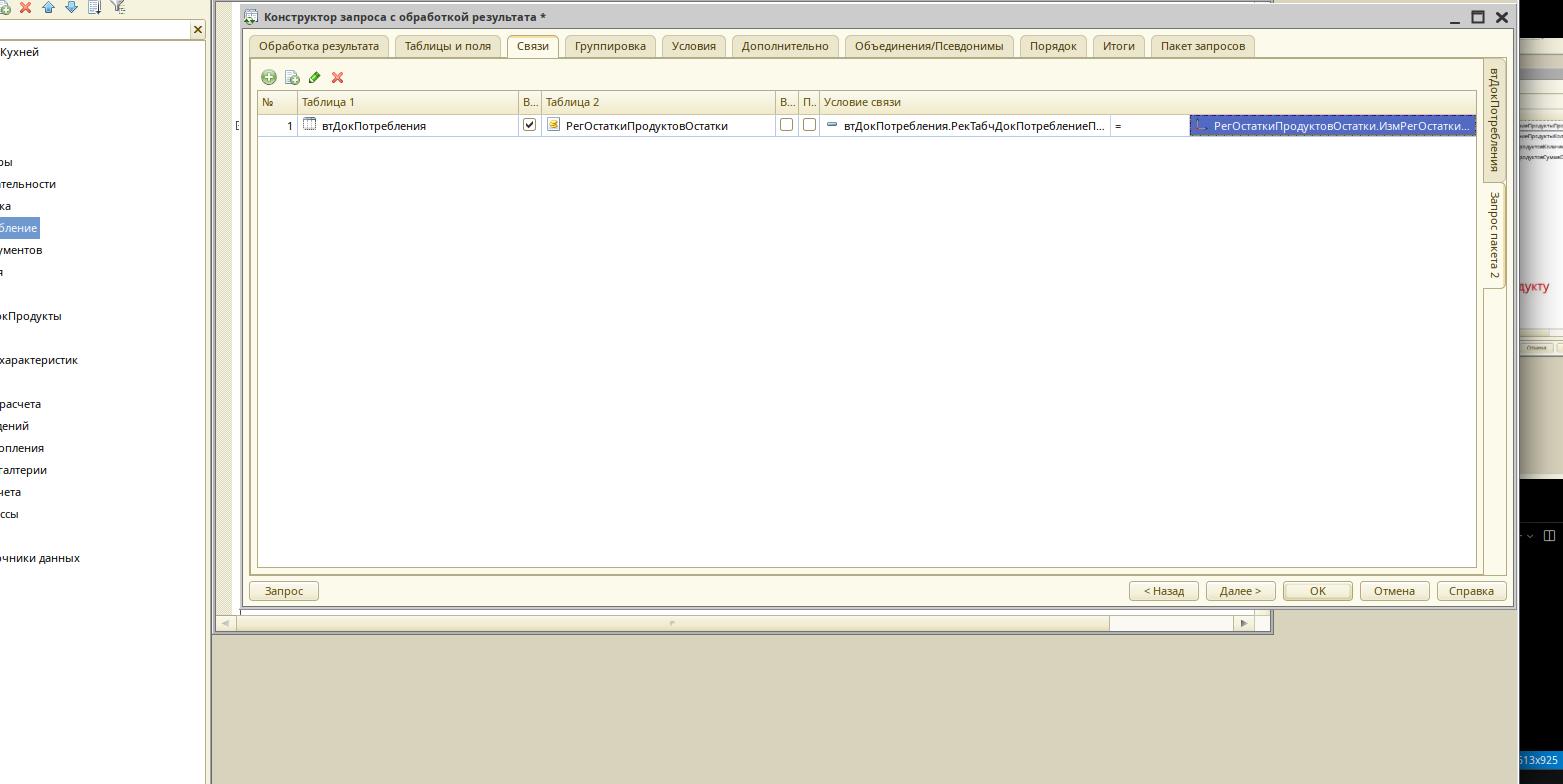 Конструктор запроса с обработкой результата *
Обработка результата
Таблицы и поля
Связи
Группировка
Условия
Дополнительно
Объединения/Псевдонимы
Порядок
Итоги
Пакет запросов
№
Таблица 1
В...
Таблица 2
В...
П...
Условие связи
1
втДокПотребления
РегОстаткиПродуктовОстатки
втДокПотребления.РекТабчДокПотреблениеП...
=
РегОстаткиПродуктовОстатки.ИзмРегОстатки...
втДокПотребления
Запрос пакета 2
Запрос
< Назад
Далее >
OK
Отмена
Справка
Кухней
ры
ательности
ка
бление
ументов
я
окПродукты
характеристик
расчета
дений
опления
галтерии
чета
ссы
очники данных
дукту
Отмена
513x925